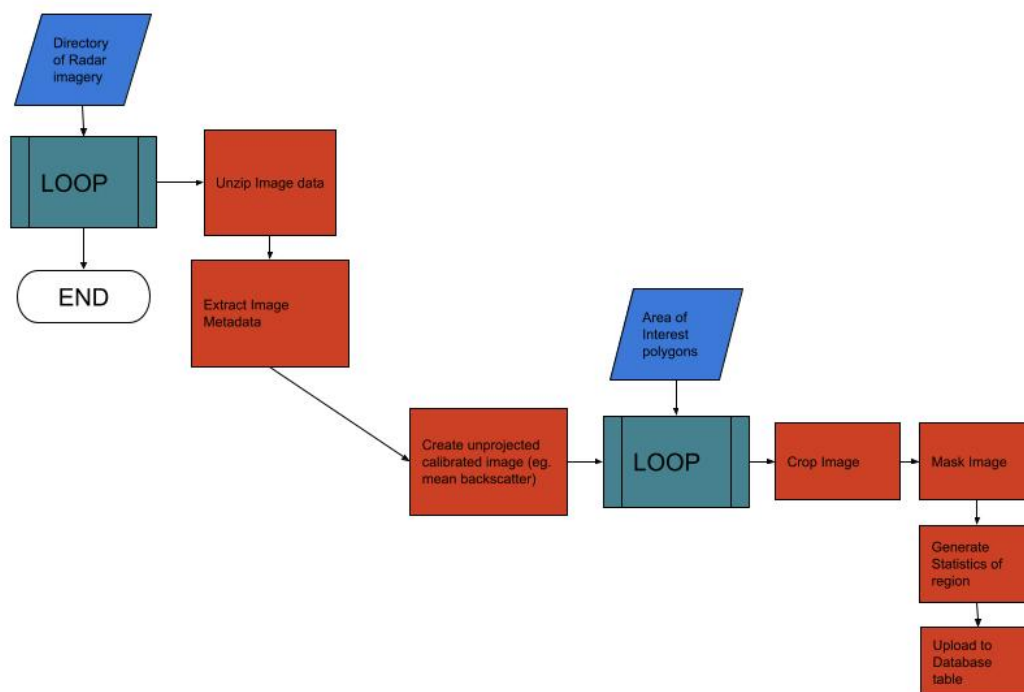 Directory
of Radar
imagery
LOOP
Unzip Image data
END
Extract Image
Metadata
Area of
Interest
polygons
Create unprojected
calibrated image (eg.
mean backscatter)
LOOP
Crop Image
Mask Image
Generate
Statistics of
region
Upload to
Database
table